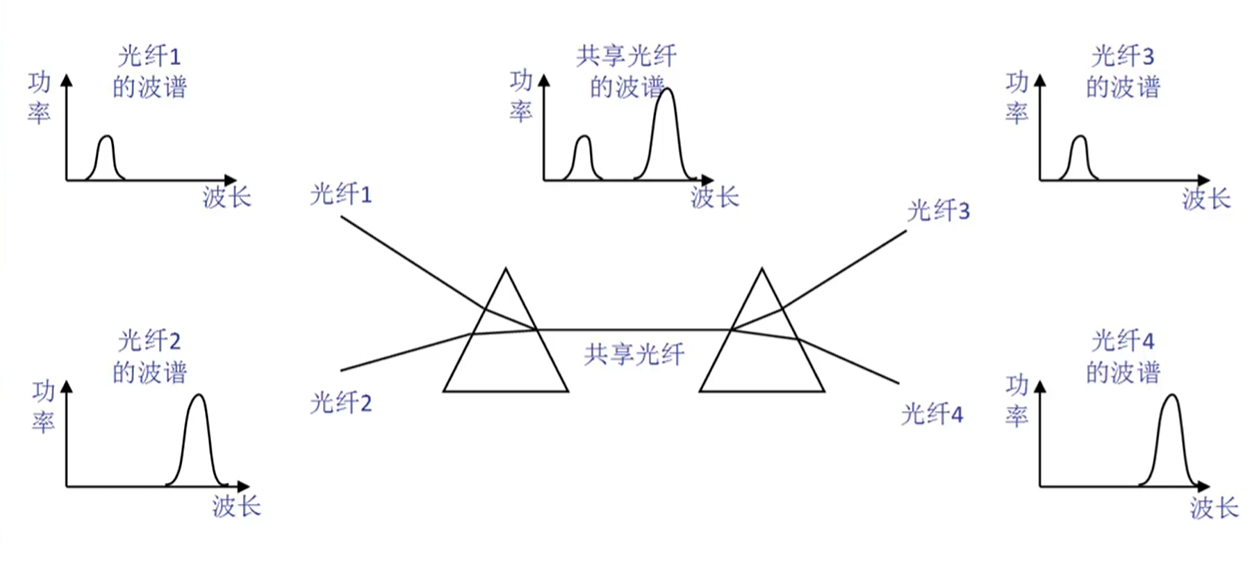 光纤1
的波谱
功
率
波长
共享光纤
的波谱
功
率
波长
光纤3
的波谱
功
率
波长
光纤1
光纤3
光纤2
的波谱
功
率
波长
光纤2
共享光纤
光纤4
光纤4
的波谱
功
率
波长